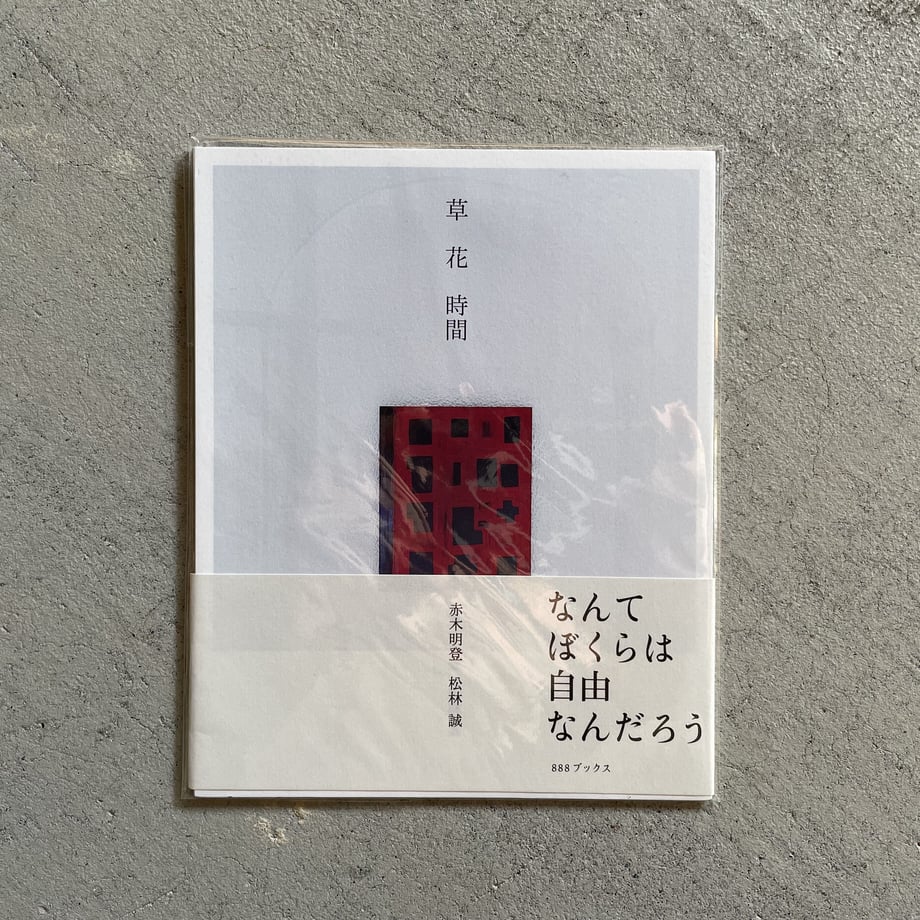 草 花 時間
赤木明登 松林 誠
なんて
ぼくらは
自由
なんだろう
888ブックス